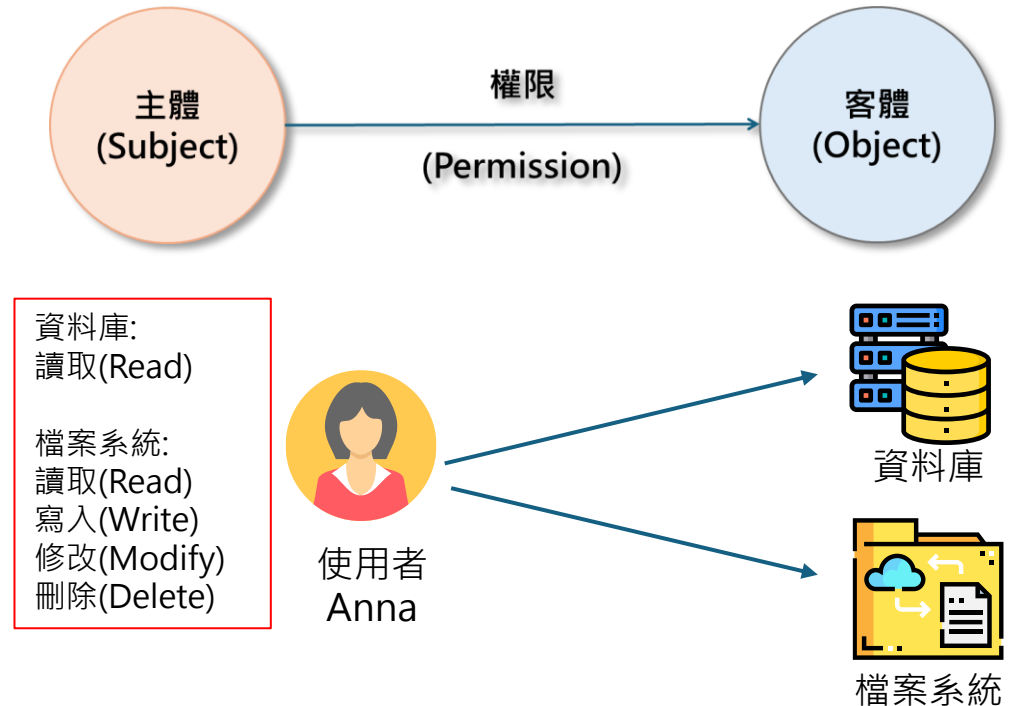 主體
(Subject)
權限
(Permission)
客體
(Object)
資料庫:
讀取(Read)
檔案系統:
讀取(Read)
寫入(Write)
修改(Modify)
刪除(Delete)
使用者
Anna
資料庫
檔案系統